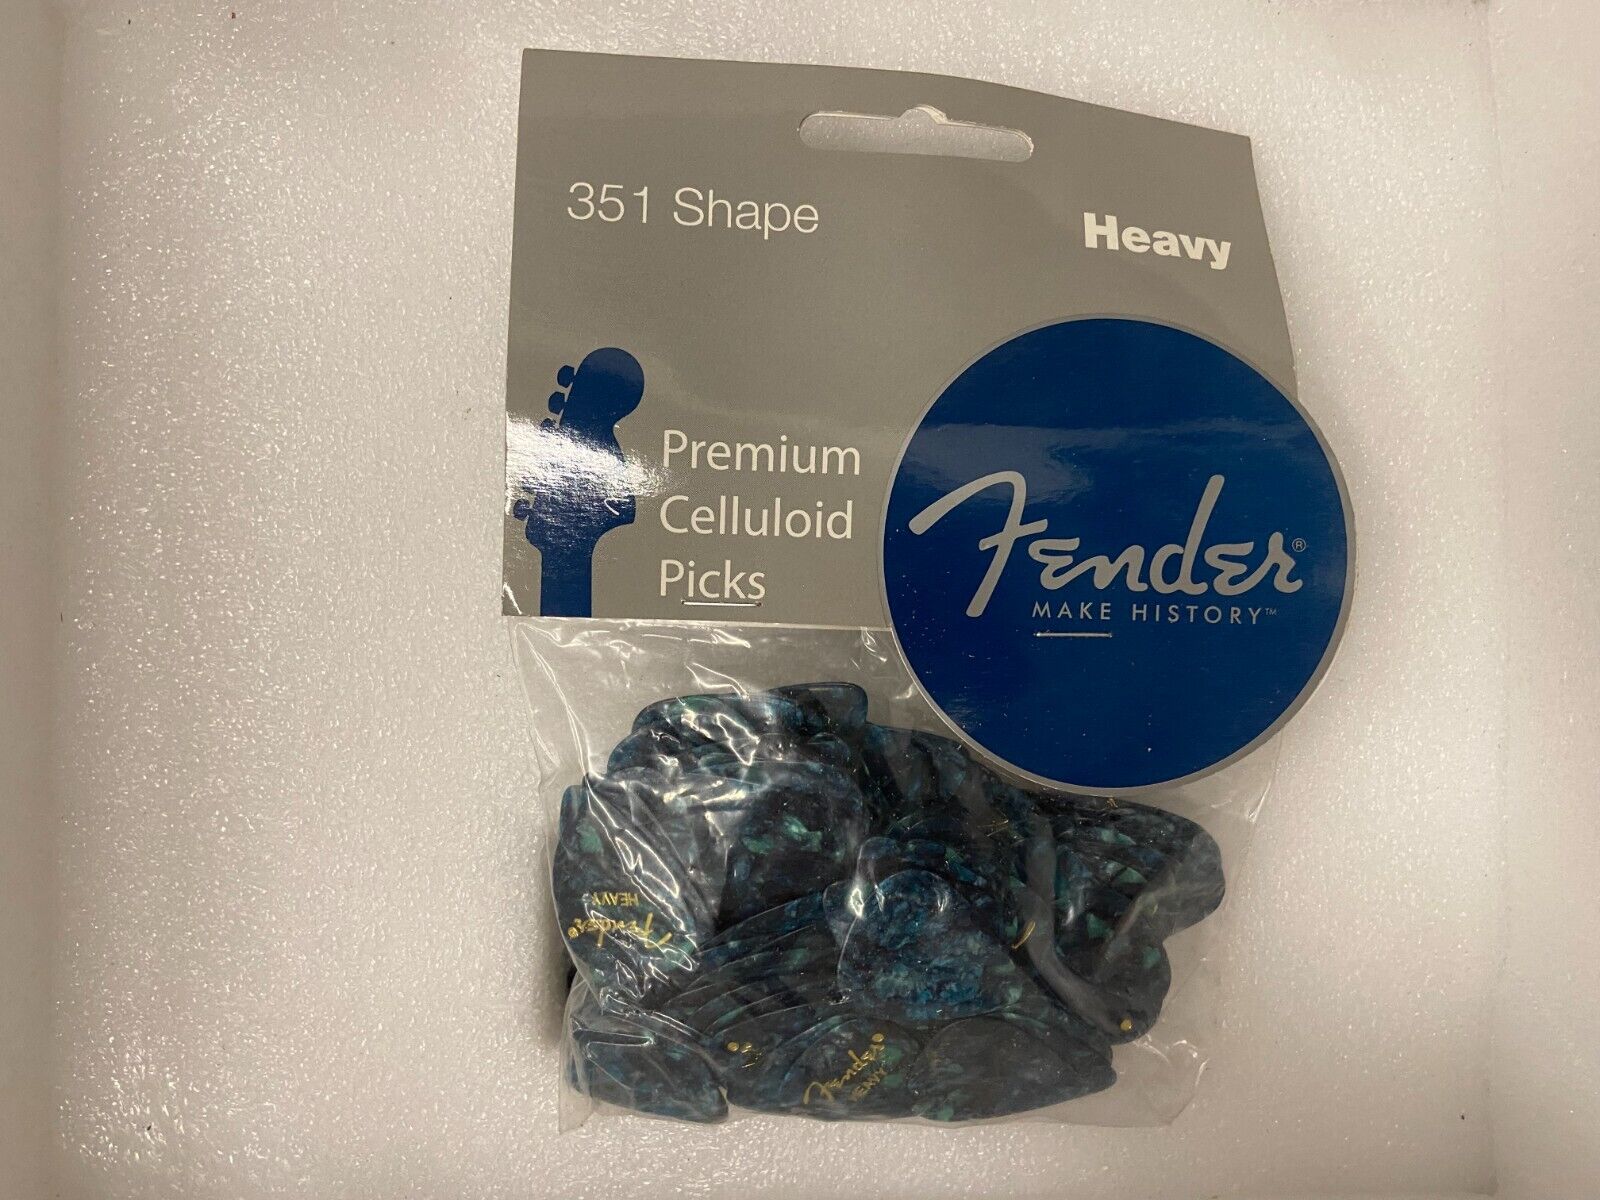 351 Shape
Heavy
Premium
Celluloid
Picks
Fender®
MAKE HISTORY™
Fender®
HEAVY
Fender®
HEAVY